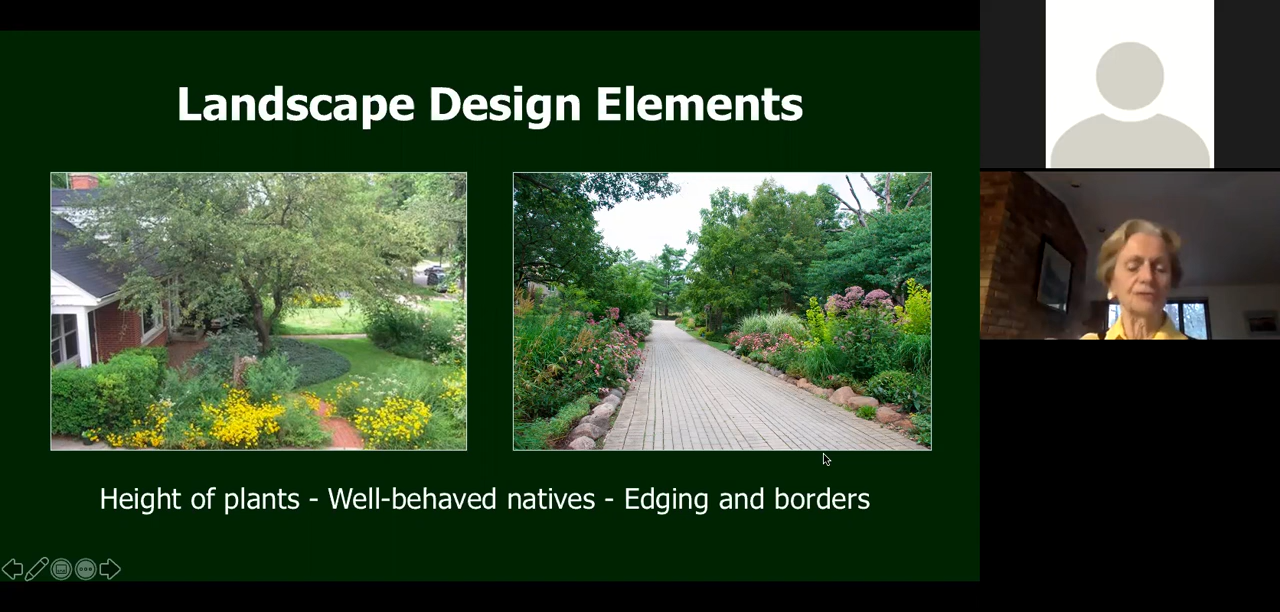 Landscape Design Elements
Height of plants - Well-behaved natives - Edging and borders